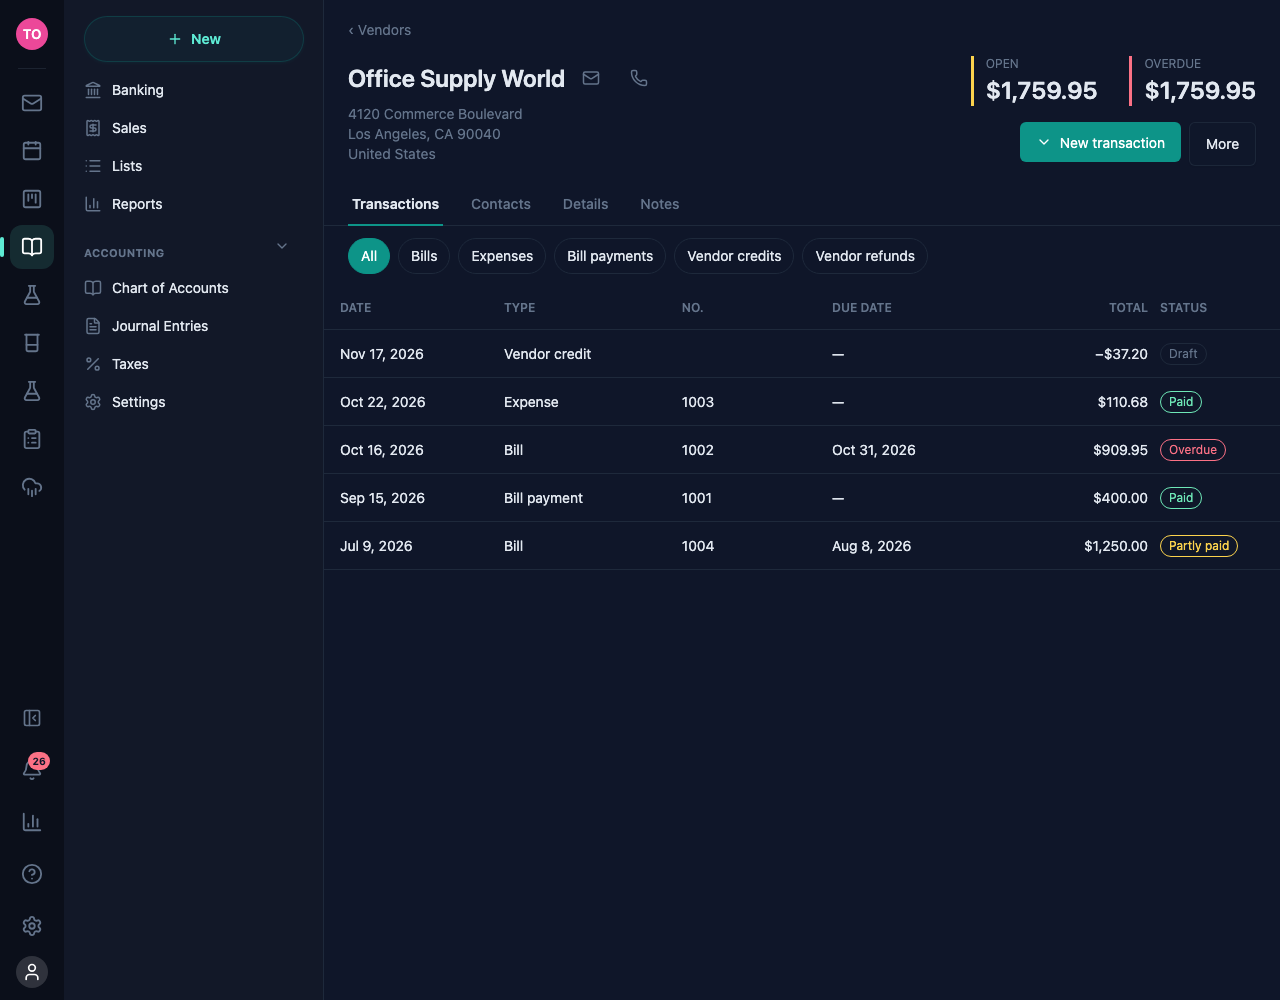 TO
+ New
Banking
Sales
Lists
Reports
ACCOUNTING
Chart of Accounts
Journal Entries
Taxes
Settings
26
‹ Vendors
Office Supply World
4120 Commerce Boulevard
Los Angeles, CA 90040
United States
OPEN
$1,759.95
OVERDUE
$1,759.95
New transaction
More
Transactions Contacts Details Notes
All Bills Expenses Bill payments Vendor credits Vendor refunds
DATE TYPE NO. DUE DATE TOTAL STATUS
Nov 17, 2026 Vendor credit — –$37.20 Draft
Oct 22, 2026 Expense 1003 — $110.68 Paid
Oct 16, 2026 Bill 1002 Oct 31, 2026 $909.95 Overdue
Sep 15, 2026 Bill payment 1001 — $400.00 Paid
Jul 9, 2026 Bill 1004 Aug 8, 2026 $1,250.00 Partly paid